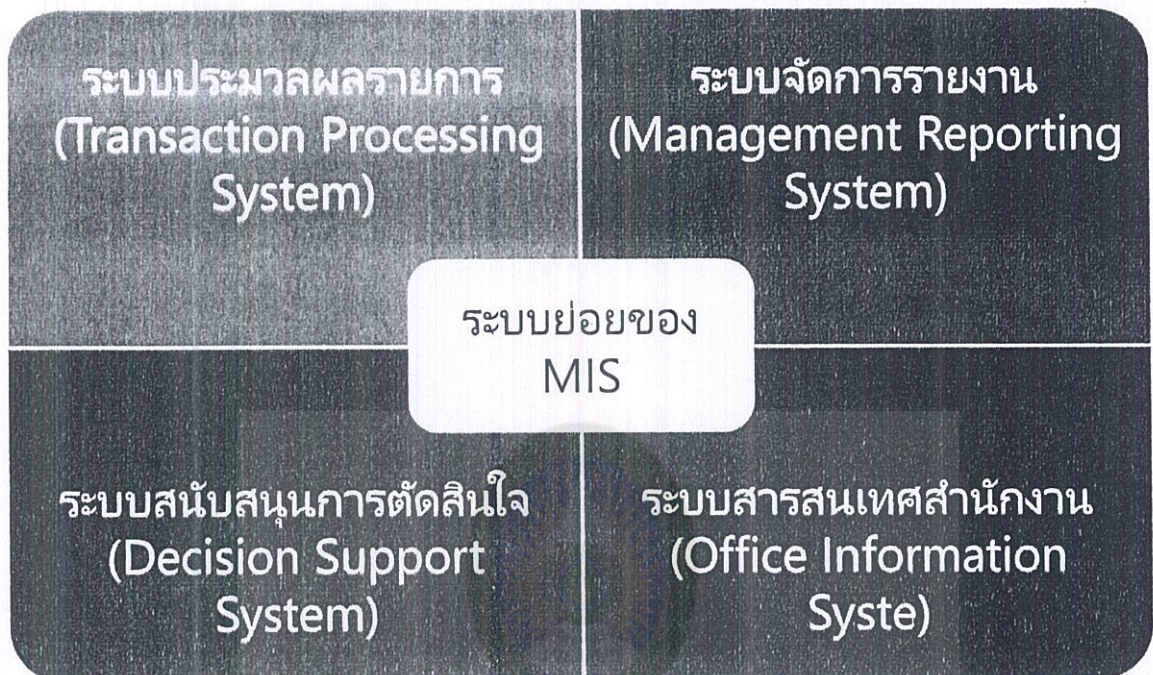 ระบบประมวลผลรายการ
(Transaction Processing
System)
ระบบจัดการรายงาน
(Management Reporting
System)
ระบบย่อยของ
MIS
ระบบสนับสนุนการตัดสินใจ
(Decision Support
System)
ระบบสารสนเทศสำนักงาน
(Office Information
Syste)